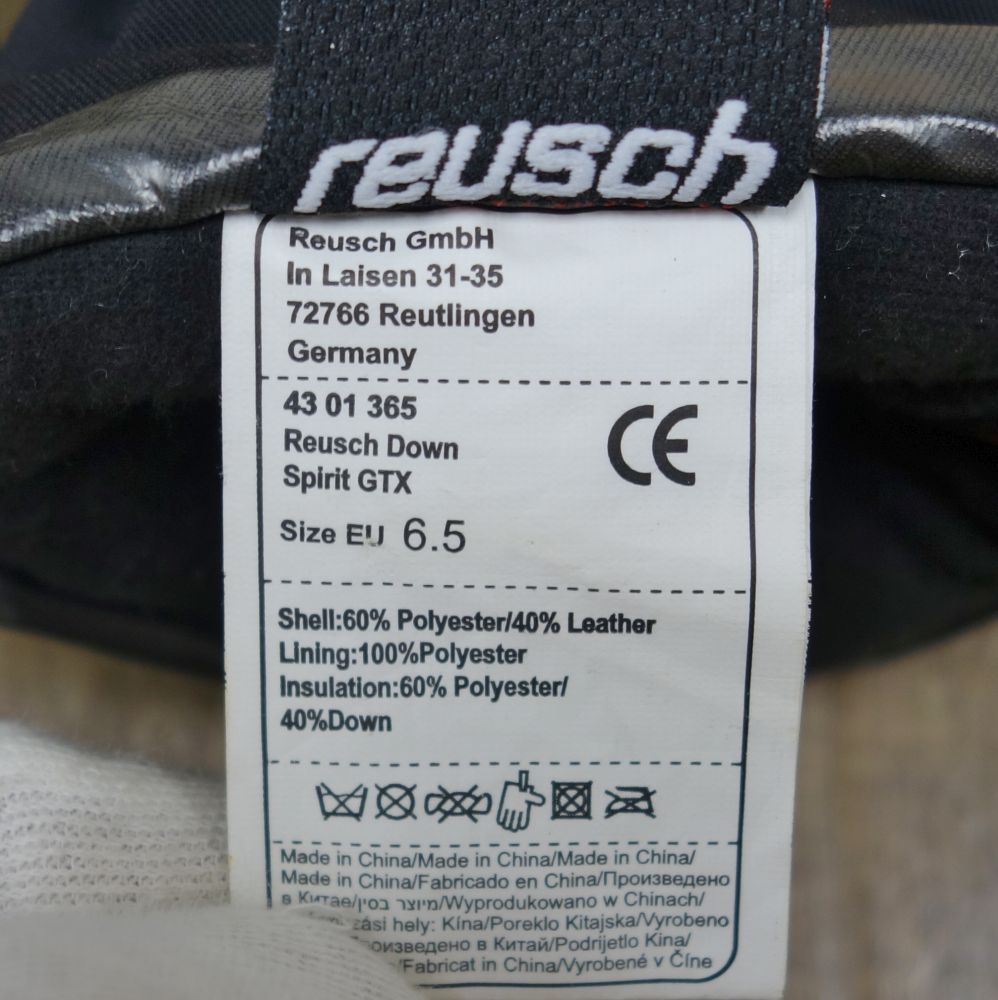 reusch
Reusch GmbH
In Laisen 31-35
72766 Reutlingen
Germany
43 01 365
Reusch Down
Spirit GTX
CE
Size EU 6.5
Shell:60% Polyester/40% Leather
Lining:100%Polyester
Insulation:60% Polyester/
40%Down
Made in China/Made in China/Made in China/
Made in China/Fabricado en China/Произведено
в Китае/מיוצר בסין/Wyprodukowano w Chinach/
hely: Kína/Poreklo Kitajska/Vyrobeno
в Китай/Podrijetlo Kina/
/Fabricat in China/Vyrobené v Číne